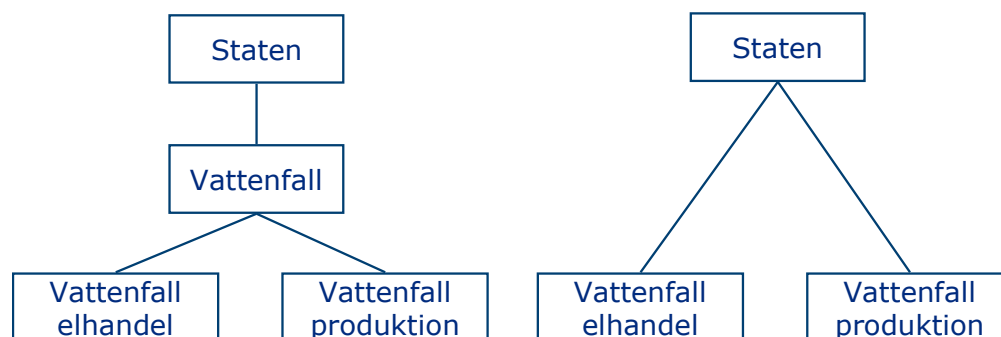 Staten
Vattenfall
Vattenfall
elhandel
Vattenfall
produktion
Staten
Vattenfall
elhandel
Vattenfall
produktion